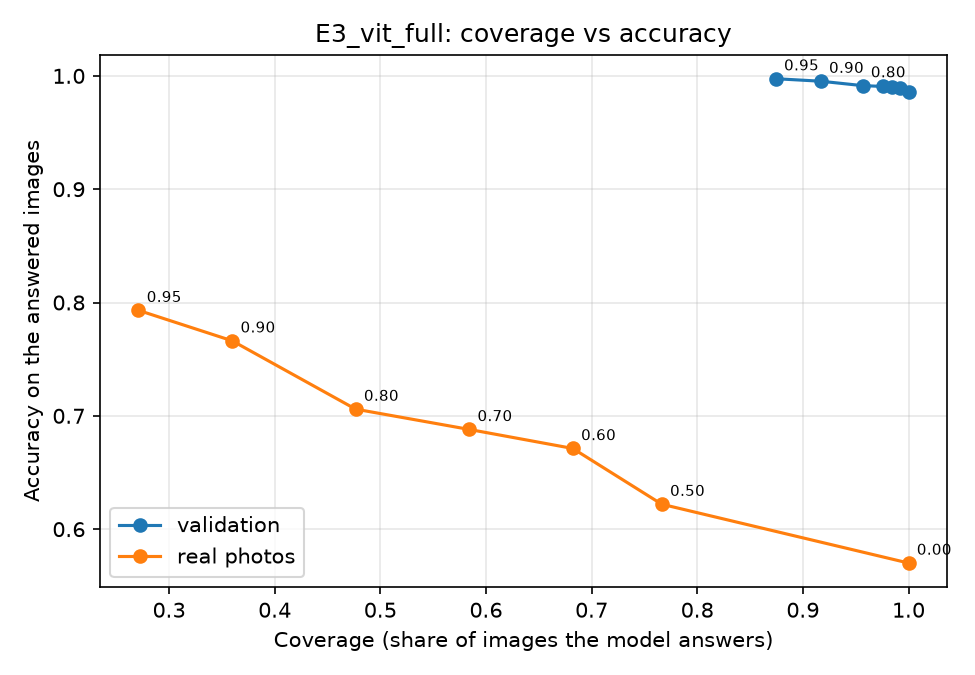 E3_vit_full: coverage vs accuracy
Accuracy on the answered images
1.0
0.9
0.8
0.7
0.6
0.95 0.90 0.80
0.95
0.90
0.80
0.70
0.60
0.50
0.00
validation
real photos
0.3 0.4 0.5 0.6 0.7 0.8 0.9 1.0
Coverage (share of images the model answers)